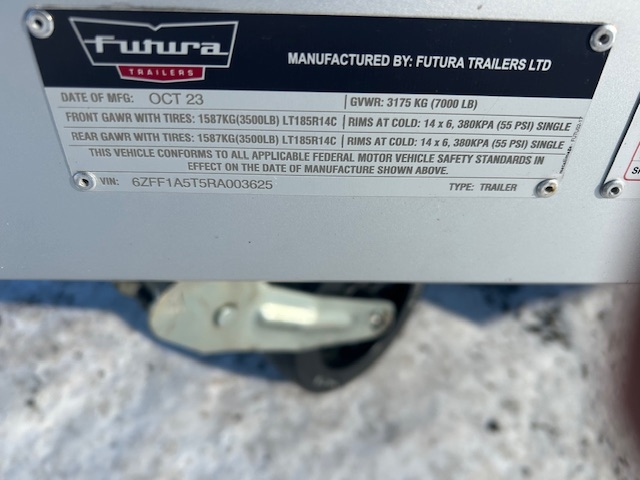 Futura
TRAILERS
MANUFACTURED BY: FUTURA TRAILERS LTD
DATE OF MFG: OCT 23 GVWR: 3175 KG (7000 LB)
FRONT GAWR WITH TIRES: 1587KG(3500LB) LT185R14C RIMS AT COLD: 14 x 6, 380KPA (55 PSI) SINGLE
REAR GAWR WITH TIRES: 1587KG(3500LB) LT185R14C RIMS AT COLD: 14 x 6, 380KPA (55 PSI) SINGLE
THIS VEHICLE CONFORMS TO ALL APPLICABLE FEDERAL MOTOR VEHICLE SAFETY STANDARDS IN
EFFECT ON THE DATE OF MANUFACTURE SHOWN ABOVE.
VIN: 6ZFF1A5T5RA003625 TYPE: TRAILER